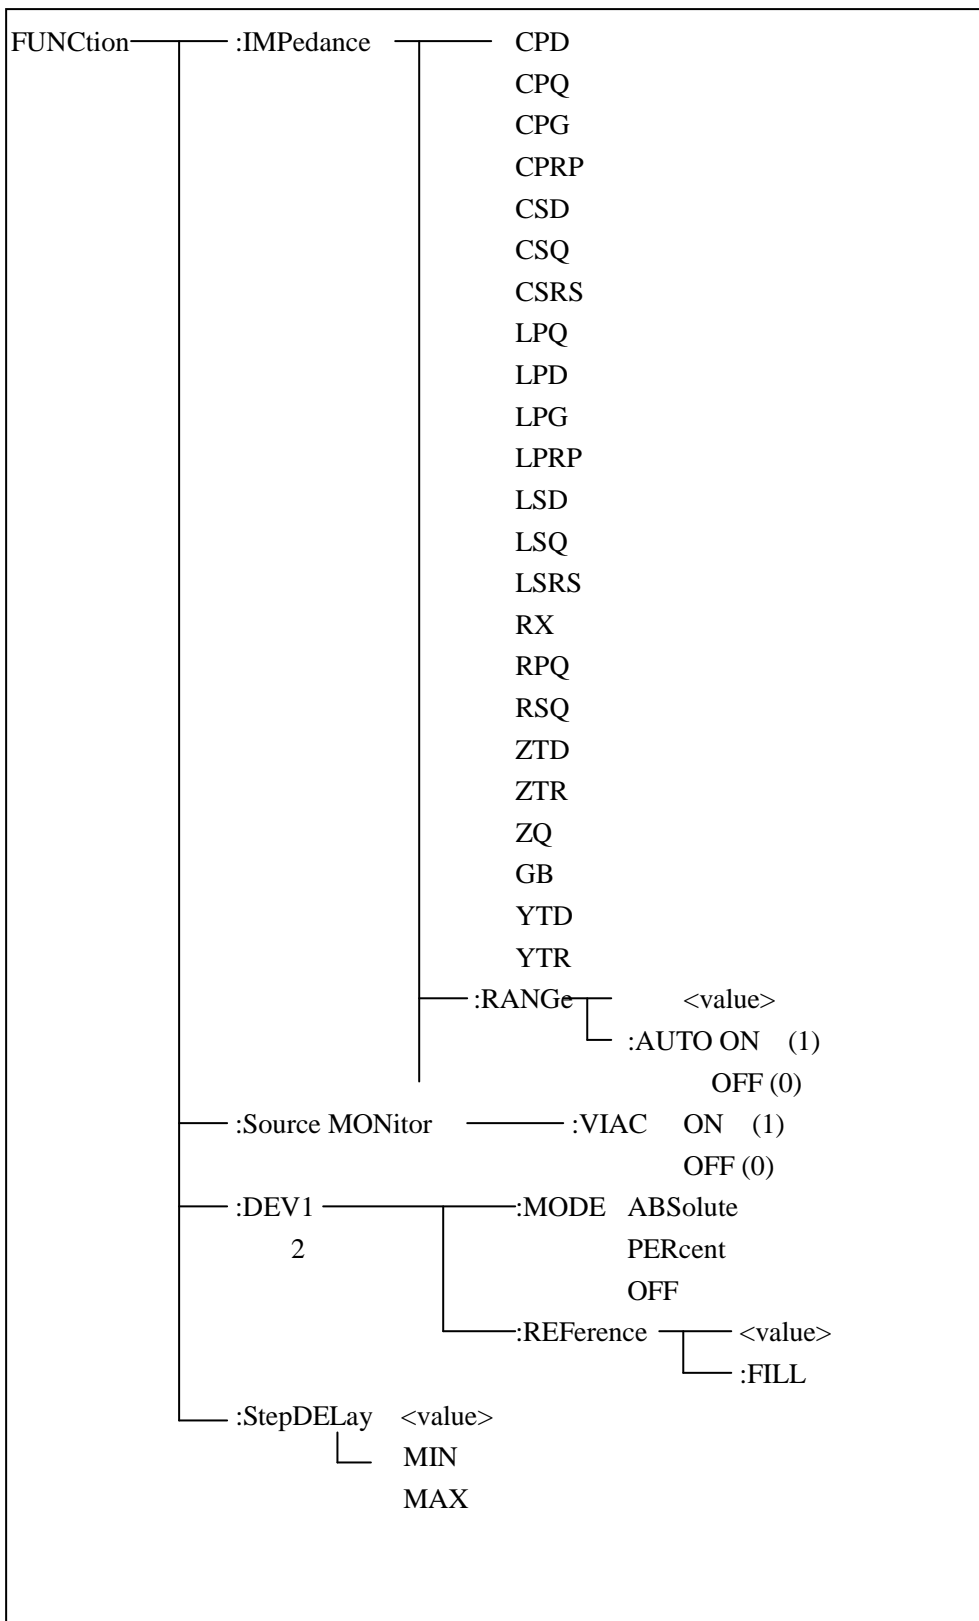 FUNCtion :IMPedance CPD
CPQ
CPG
CPRP
CSD
CSQ
CSRS
LPQ
LPD
LPG
LPRP
LSD
LSQ
LSRS
RX
RPQ
RSQ
ZTD
ZTR
ZQ
GB
YTD
YTR
:RANGe <value>
:AUTO ON (1)
OFF (0)
:Source MONitor :VIAC ON (1)
OFF (0)
:DEV1 :MODE ABSolute
2 PERcent
OFF
:REFerence <value>
:FILL
:StepDELay <value>
MIN
MAX